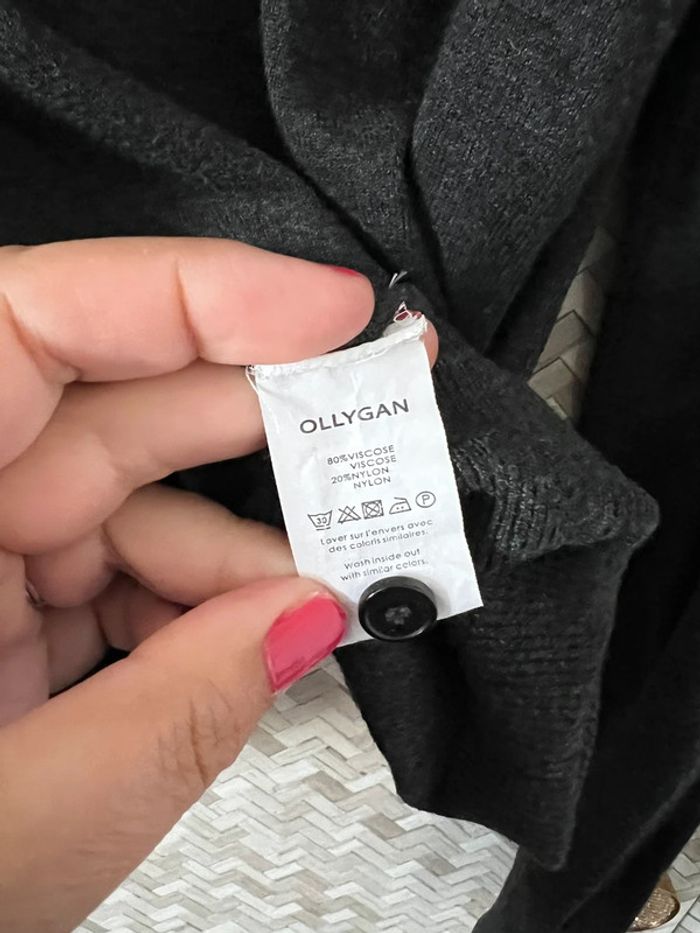 OLLYGAN
80%VISCOSE
VISCOSE
20%NYLON
NYLON
30 P
Laver sur l'envers avec
des coloris similaires.
Wash inside out
with similar colors.